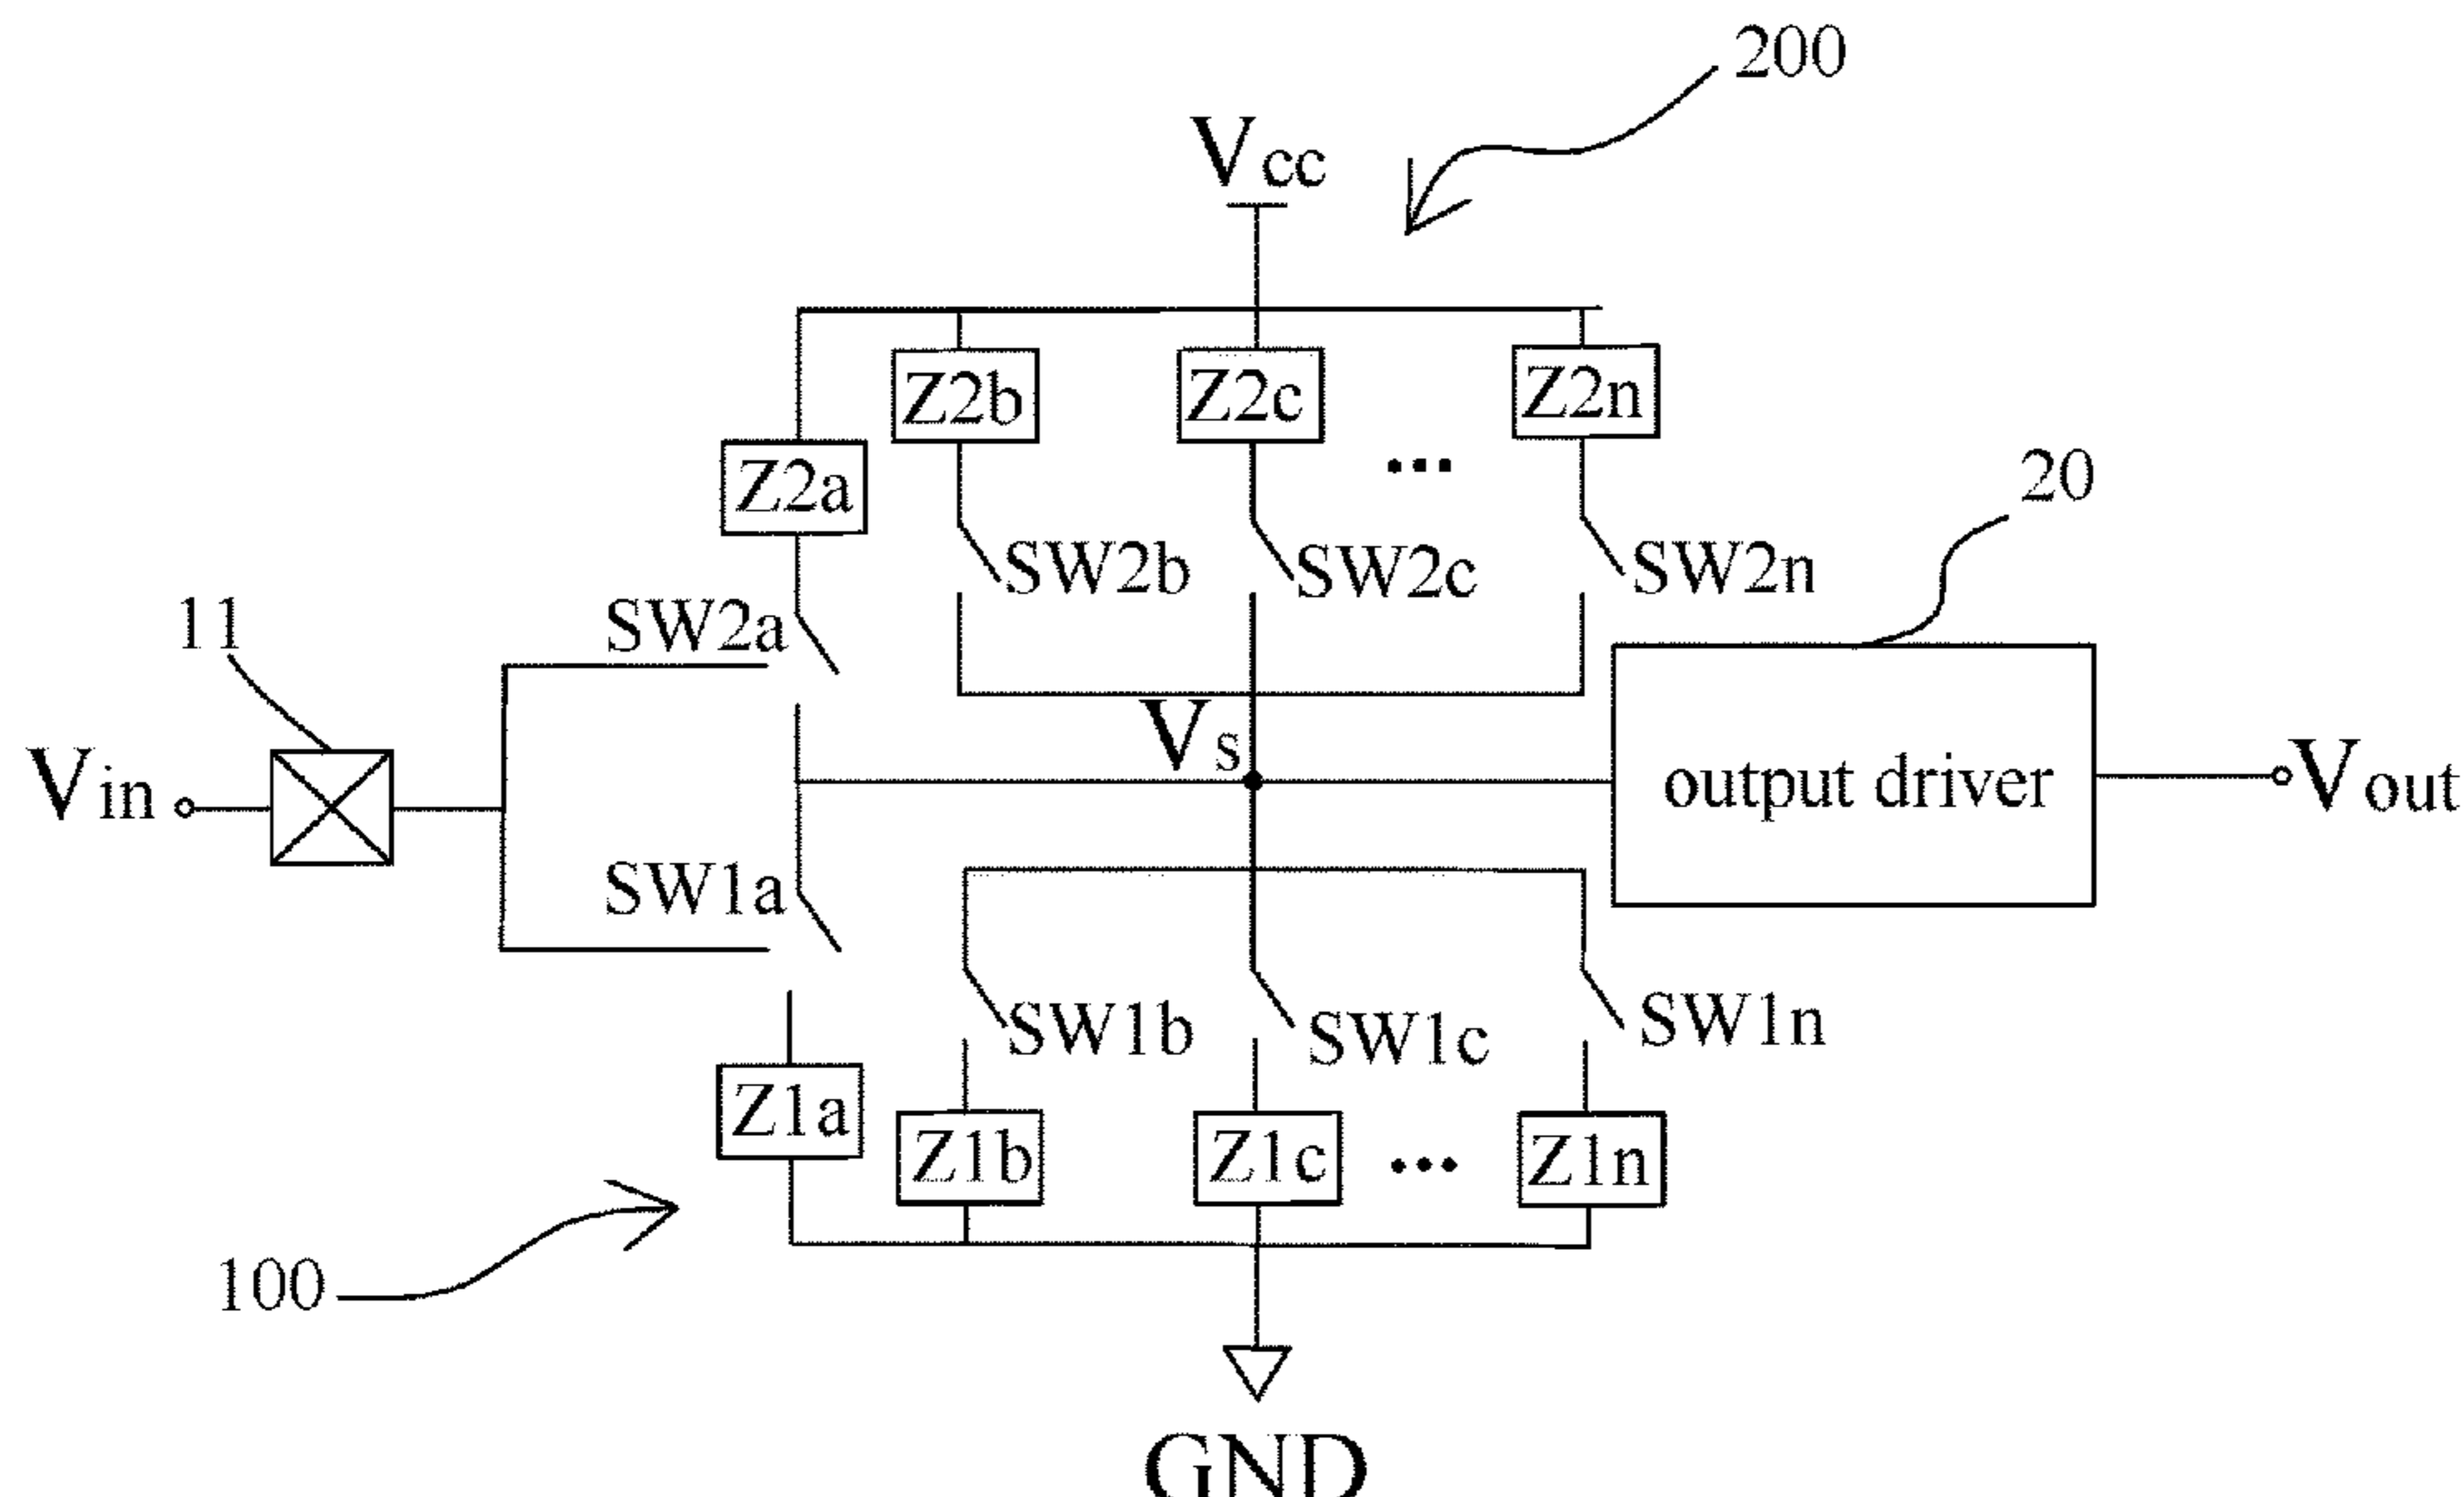 200
Vcc
Z2b
Z2c
Z2n
Z2a
...
20
SW2b
SW2c
SW2n
11
SW2a
Vs
Vin
output driver
Vout
SW1a
SW1b
SW1c
SW1n
Z1a
Z1b
Z1c
...
Z1n
100
GND